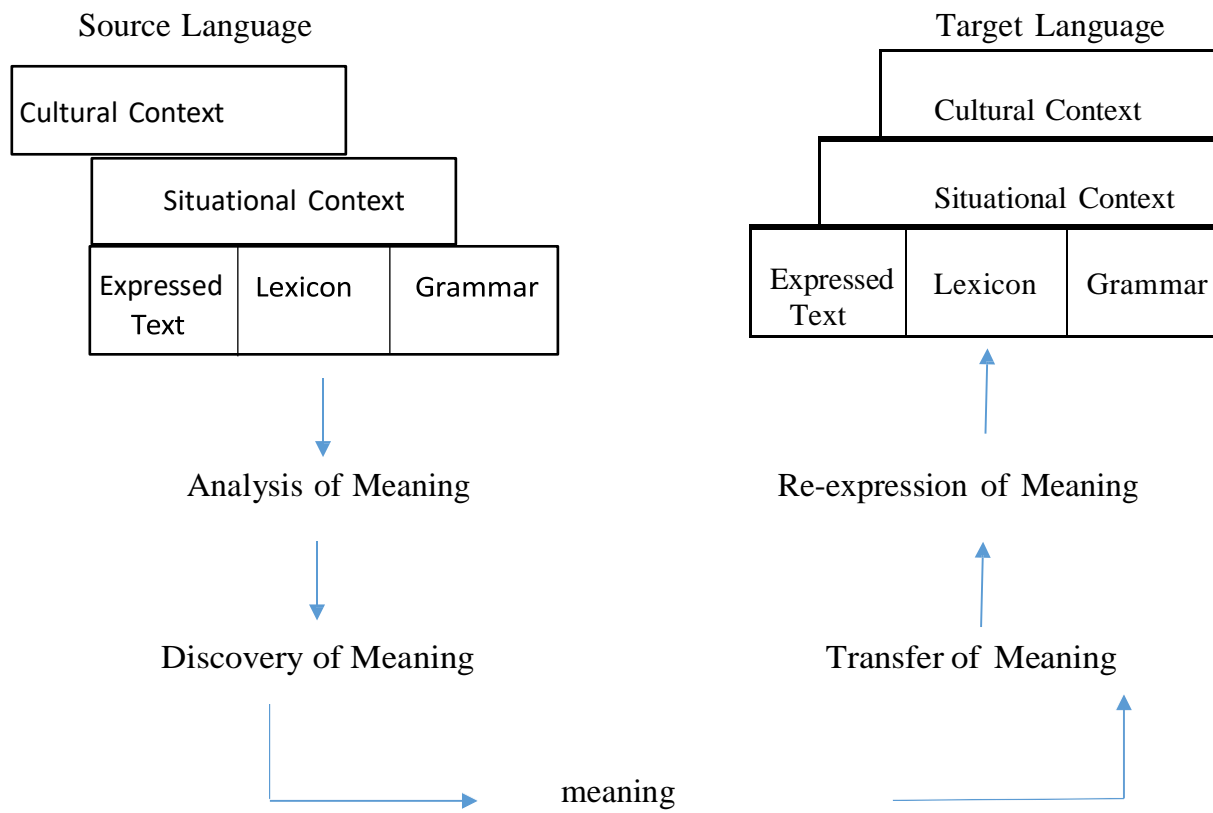 Source Language
Target Language
Cultural Context
Cultural Context
Situational Context
Situational Context
Expressed Text
Lexicon
Grammar
Expressed Text
Lexicon
Grammar
Analysis of Meaning
Re-expression of Meaning
Discovery of Meaning
Transfer of Meaning
meaning